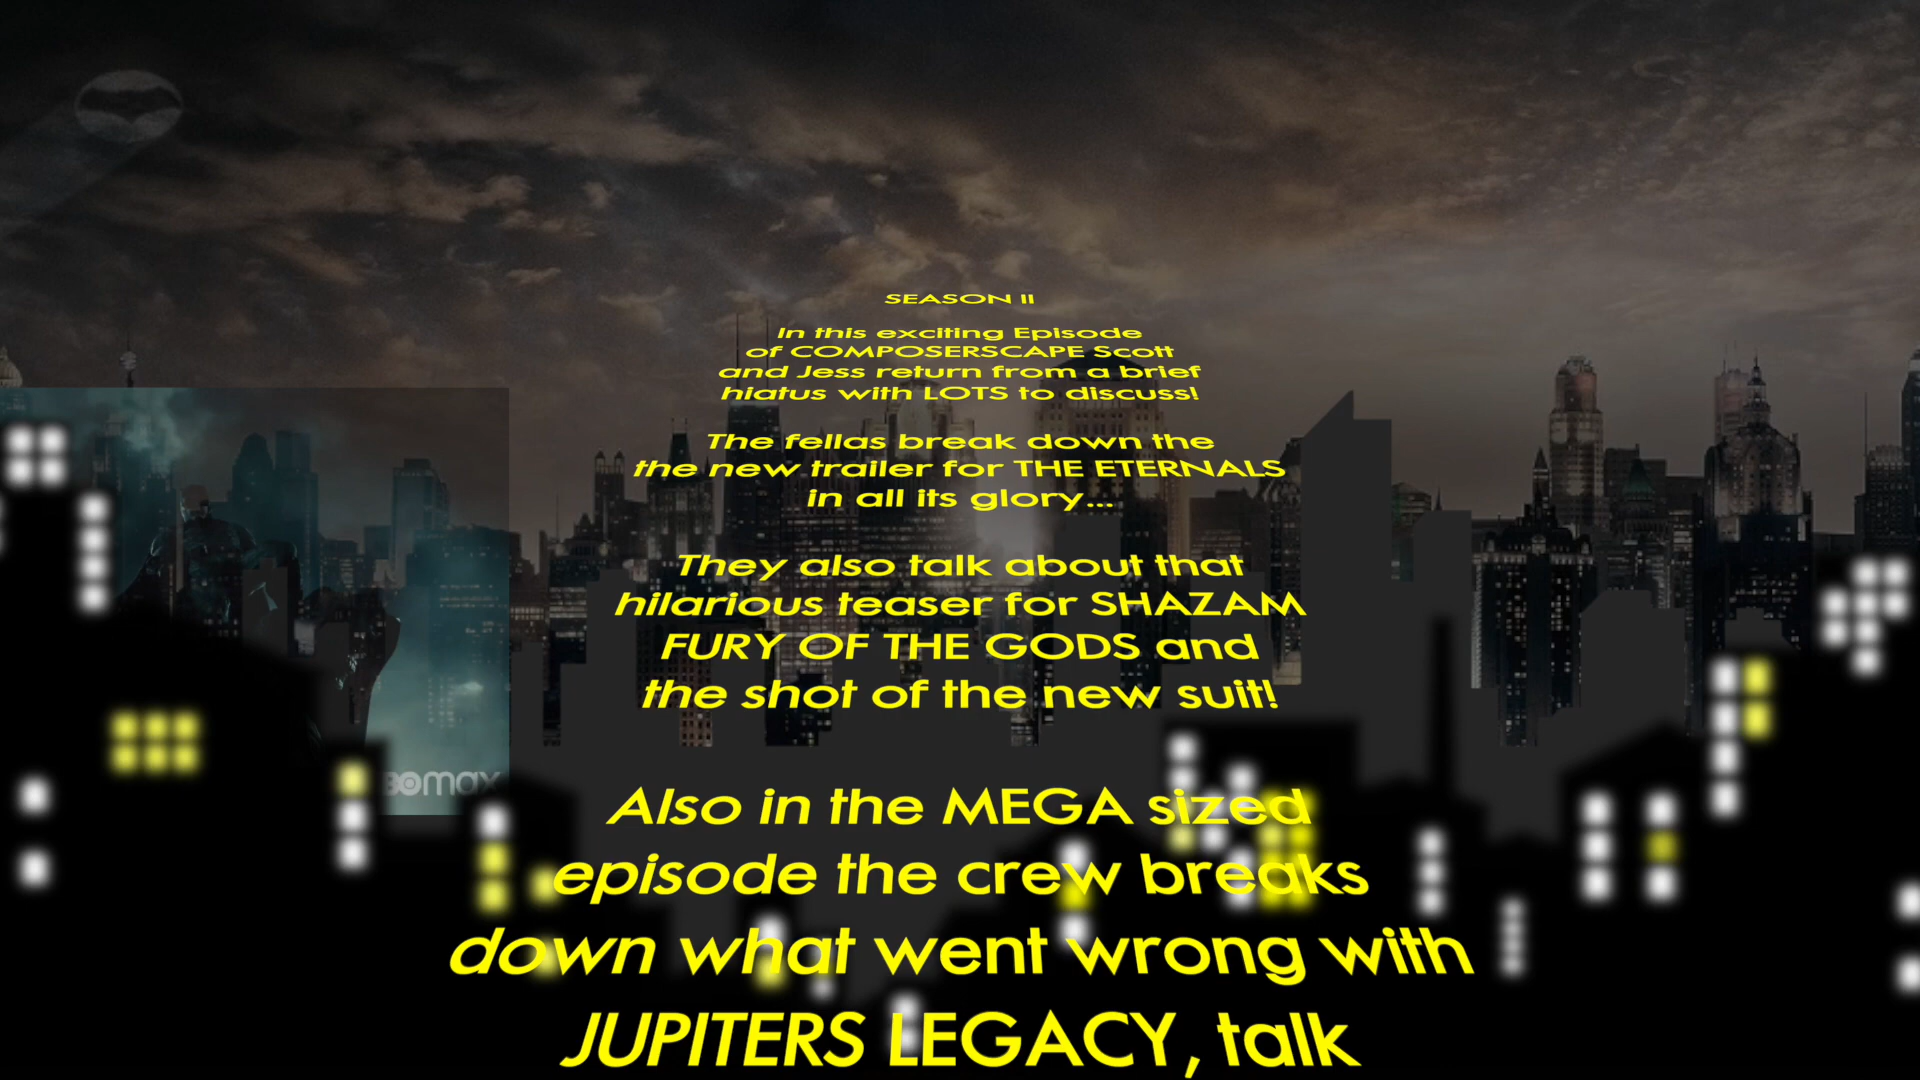 SEASON II
In this exciting Episode
of COMPOSERSCAPE Scott
and Jess return from a brief
hiatus with LOTS to discuss!
The fellas break down the
the new trailer for THE ETERNALS
in all its glory...
They also talk about that
hilarious teaser for SHAZAM
FURY OF THE GODS and
the shot of the new suit!
Also in the MEGA sized
episode the crew breaks
down what went wrong with
JUPITERS LEGACY, talk
BOmax